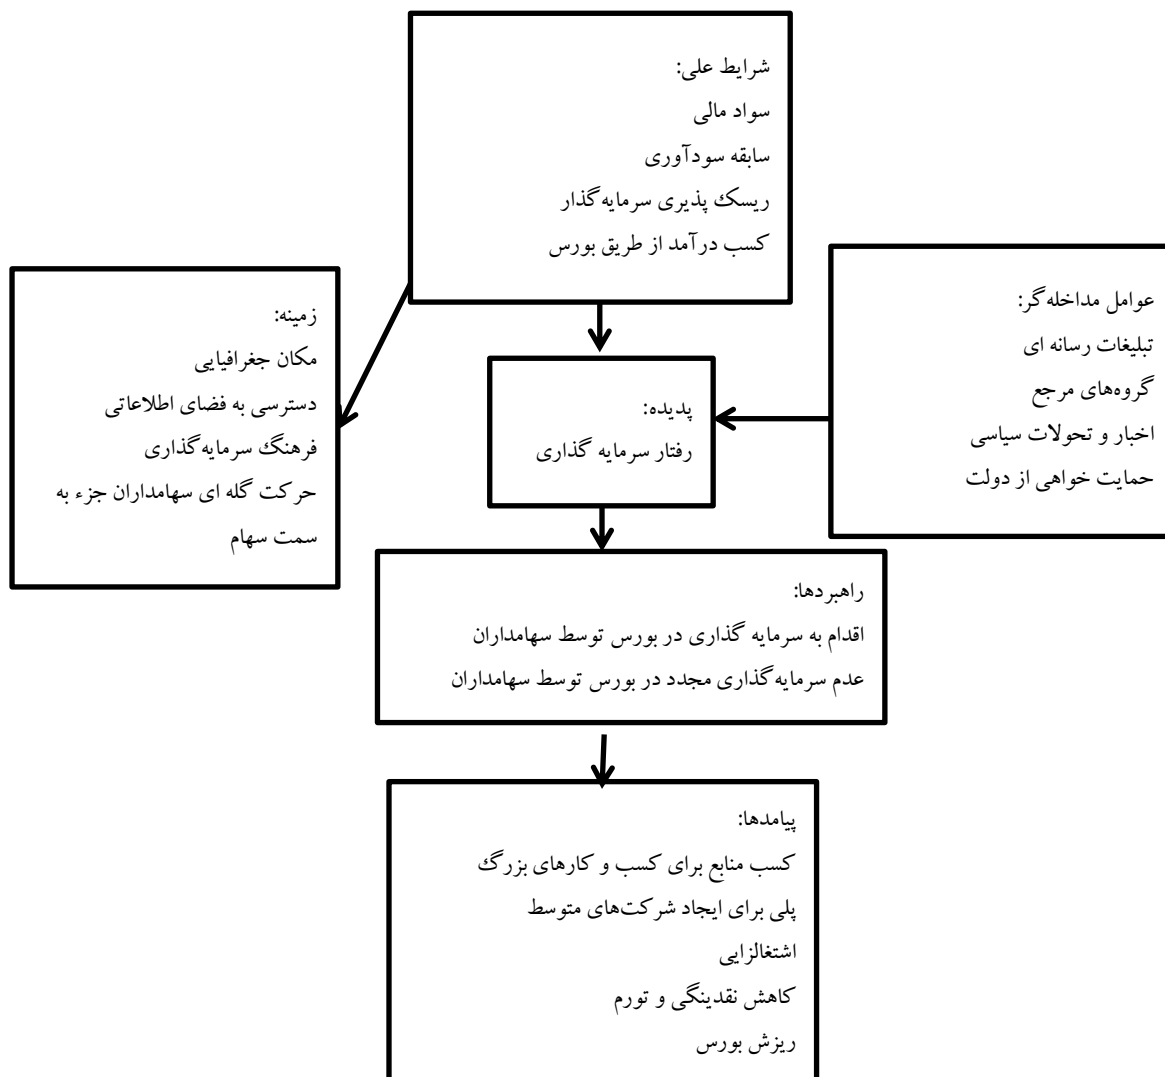 شرایط علی:
سواد مالی
سابقه سودآوری
ریسک پذیری سرمایه‌گذار
کسب درآمد از طریق بورس
عوامل مداخله‌گر:
تبلیغات رسانه ای
گروه‌های مرجع
اخبار و تحولات سیاسی
حمایت خواهی از دولت
زمینه:
مکان جغرافیایی
دسترسی به فضای اطلاعاتی
فرهنگ سرمایه‌گذاری
حرکت گله ای سهامداران جزء به
سمت سهام
پدیده:
رفتار سرمایه گذاری
راهبردها:
اقدام به سرمایه گذاری در بورس توسط سهامداران
عدم سرمایه‌گذاری مجدد در بورس توسط سهامداران
پیامدها:
کسب منابع برای کسب و کارهای بزرگ
پلی برای ایجاد شرکت‌های متوسط
اشتغالزایی
کاهش نقدینگی و تورم
ریزش بورس